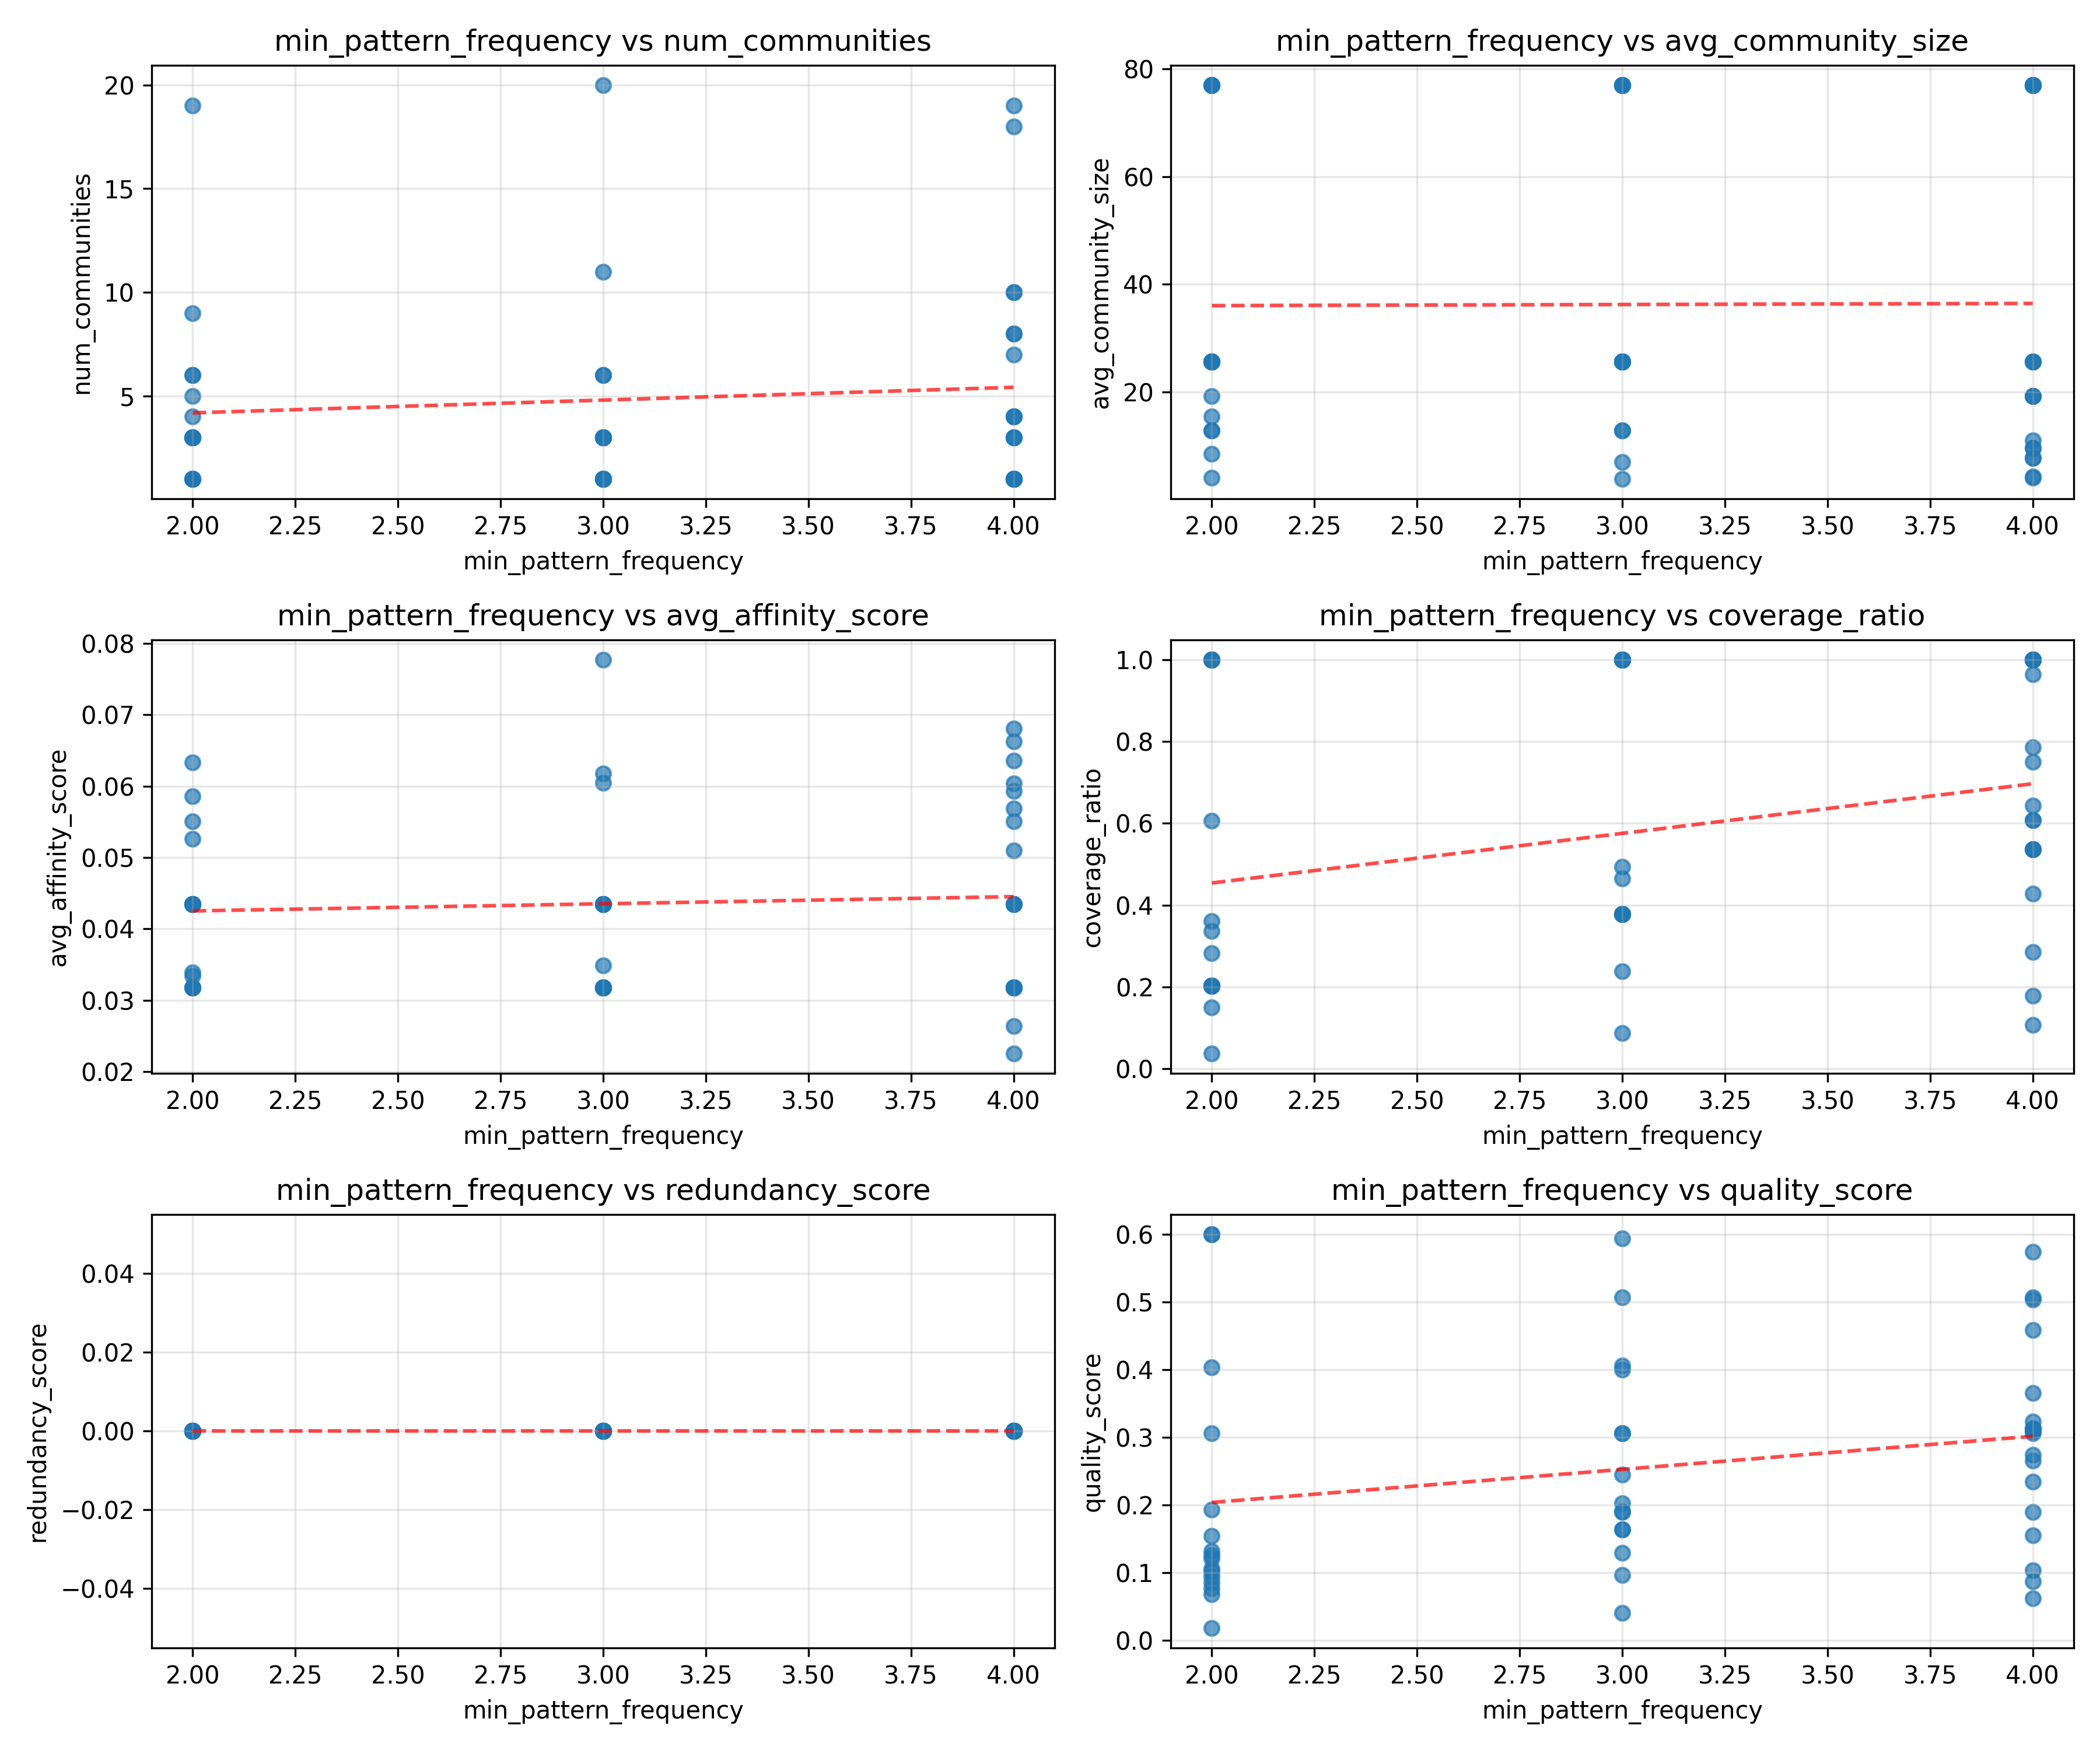 min_pattern_frequency vs num_communities
num_communities
20
15
10
5
2.00 2.25 2.50 2.75 3.00 3.25 3.50 3.75 4.00
min_pattern_frequency
min_pattern_frequency vs avg_community_size
avg_community_size
80
60
40
20
2.00 2.25 2.50 2.75 3.00 3.25 3.50 3.75 4.00
min_pattern_frequency
min_pattern_frequency vs avg_affinity_score
avg_affinity_score
0.08
0.07
0.06
0.05
0.04
0.03
0.02
2.00 2.25 2.50 2.75 3.00 3.25 3.50 3.75 4.00
min_pattern_frequency
min_pattern_frequency vs coverage_ratio
coverage_ratio
1.0
0.8
0.6
0.4
0.2
0.0
2.00 2.25 2.50 2.75 3.00 3.25 3.50 3.75 4.00
min_pattern_frequency
min_pattern_frequency vs redundancy_score
redundancy_score
0.04
0.02
0.00
−0.02
−0.04
2.00 2.25 2.50 2.75 3.00 3.25 3.50 3.75 4.00
min_pattern_frequency
min_pattern_frequency vs quality_score
quality_score
0.6
0.5
0.4
0.3
0.2
0.1
0.0
2.00 2.25 2.50 2.75 3.00 3.25 3.50 3.75 4.00
min_pattern_frequency